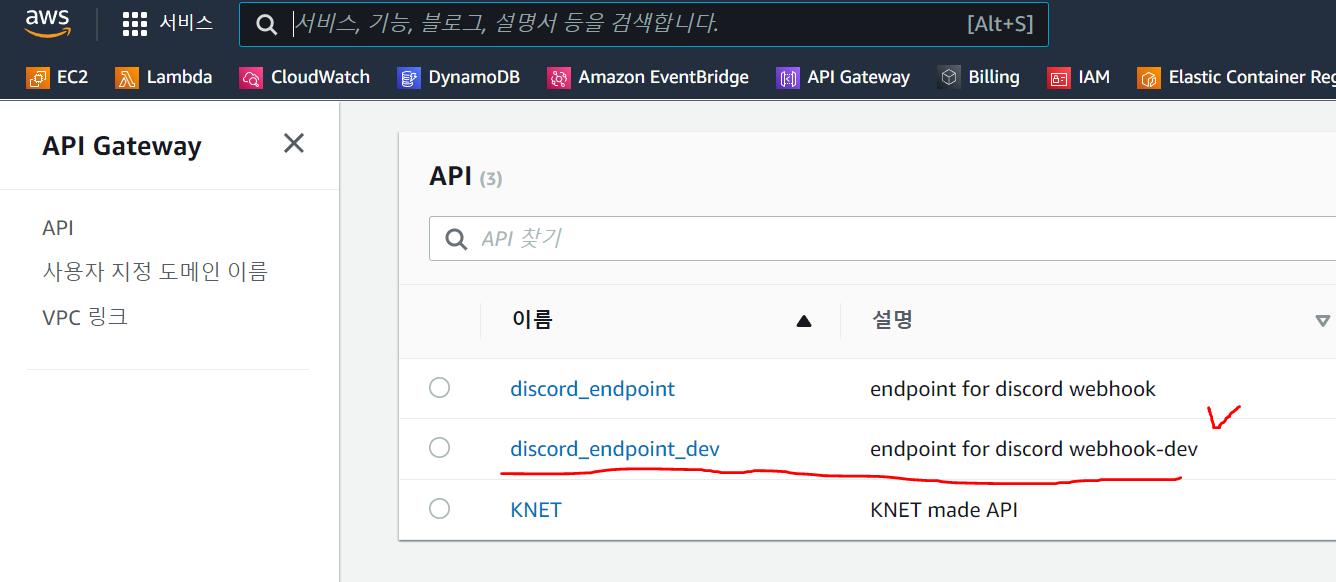 aws 서비스 서비스, 기능, 블로그, 설명서 등을 검색합니다. [Alt+S]
EC2 Lambda CloudWatch DynamoDB Amazon EventBridge API Gateway Billing IAM Elastic Container Reg
API Gateway
API
사용자 지정 도메인 이름
VPC 링크
API (3)
API 찾기
이름 설명
discord_endpoint endpoint for discord webhook
discord_endpoint_dev endpoint for discord webhook-dev
KNET KNET made API